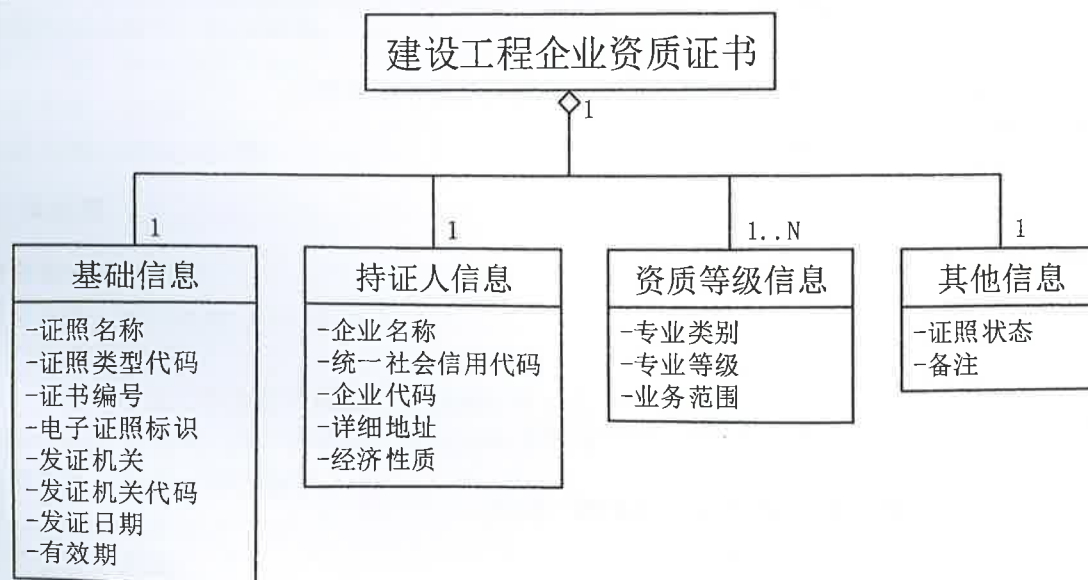 建设工程企业资质证书
1
1
1
1..N
1
基础信息
-证照名称
-证照类型代码
-证书编号
-电子证照标识
-发证机关
-发证机关代码
-发证日期
-有效期
持证人信息
-企业名称
-统一社会信用代码
-企业代码
-详细地址
-经济性质
资质等级信息
-专业类别
-专业等级
-业务范围
其他信息
-证照状态
-备注